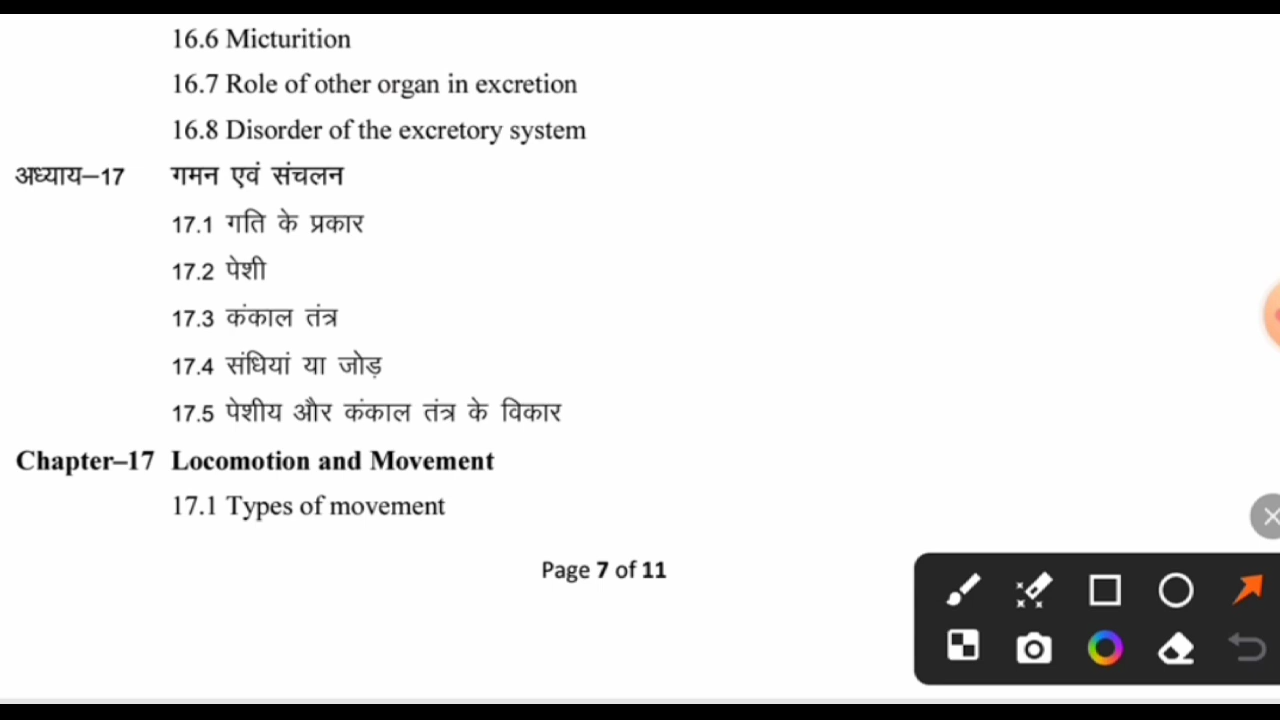 16.6 Micturition
16.7 Role of other organ in excretion
16.8 Disorder of the excretory system
अध्याय–17 गमन एवं संचलन
17.1 गति के प्रकार
17.2 पेशी
17.3 कंकाल तंत्र
17.4 संधियां या जोड़
17.5 पेशीय और कंकाल तंत्र के विकार
Chapter–17 Locomotion and Movement
17.1 Types of movement
Page 7 of 11